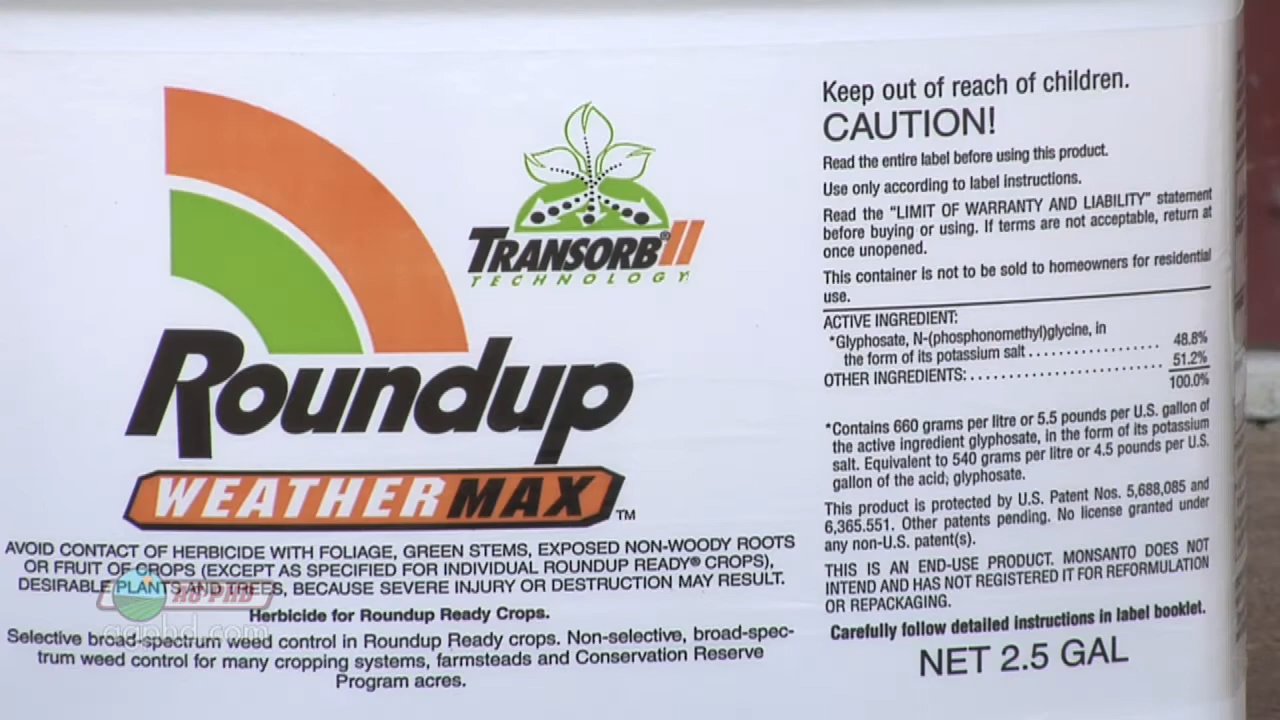 TRANSORB® II
TECHNOLOGY
Roundup
WEATHERMAX™
AVOID CONTACT OF HERBICIDE WITH FOLIAGE, GREEN STEMS, EXPOSED NON-WOODY ROOTS
OR FRUIT OF CROPS (EXCEPT AS SPECIFIED FOR INDIVIDUAL ROUNDUP READY® CROPS),
DESIRABLE PLANTS AND TREES, BECAUSE SEVERE INJURY OR DESTRUCTION MAY RESULT.
Herbicide for Roundup Ready Crops.
Selective broad-spectrum weed control in Roundup Ready crops. Non-selective, broad-spec-
trum weed control for many cropping systems, farmsteads and Conservation Reserve
Program acres.
Keep out of reach of children.
CAUTION!
Read the entire label before using this product.
Use only according to label instructions.
Read the "LIMIT OF WARRANTY AND LIABILITY" statement
before buying or using. If terms are not acceptable, return at
once unopened.
This container is not to be sold to homeowners for residential
use.
ACTIVE INGREDIENT:
*Glyphosate, N-(phosphonomethyl)glycine, in
the form of its potassium salt . . . . . . . . . . . . . . . . 48.8%
OTHER INGREDIENTS: . . . . . . . . . . . . . . . . . . . . . . . 51.2%
100.0%
*Contains 660 grams per litre or 5.5 pounds per U.S. gallon of
the active ingredient glyphosate, in the form of its potassium
salt. Equivalent to 540 grams per litre or 4.5 pounds per U.S.
gallon of the acid, glyphosate.
This product is protected by U.S. Patent Nos. 5,688,085 and
6,365.551. Other patents pending. No license granted under
any non-U.S. patent(s).
THIS IS AN END-USE PRODUCT. MONSANTO DOES NOT
INTEND AND HAS NOT REGISTERED IT FOR REFORMULATION
OR REPACKAGING.
Carefully follow detailed instructions in label booklet.
NET 2.5 GAL
AG PHD
agphd.com